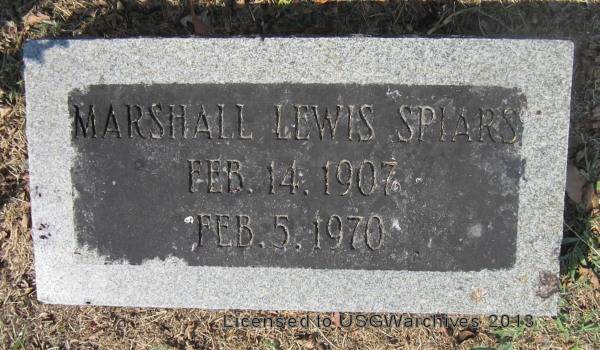 MARSHALL LEWIS SPIARS
FEB. 14. 1907
FEB. 5. 1970
Licensed to USGWarchives 2013